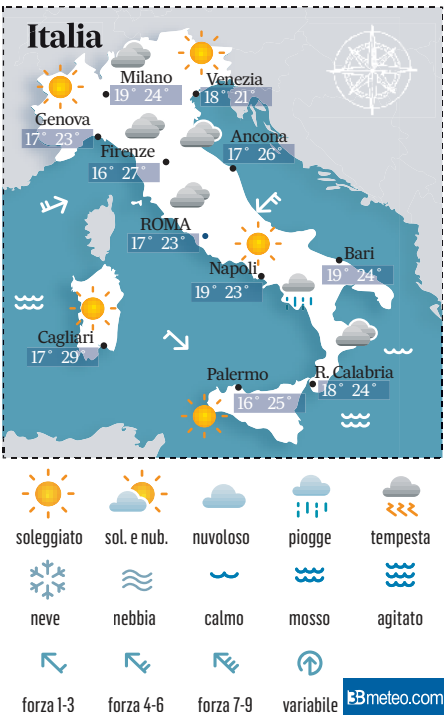 Italia
Milano
19° 24°
Venezia
18° 21°
Genova
17° 23°
Firenze
16° 27°
Ancona
17° 26°
ROMA
17° 23°
Napoli
19° 23°
Bari
19° 24°
Cagliari
17° 29°
Palermo
16° 25°
R. Calabria
18° 24°
soleggiato sol. e nub. nuvoloso piogge tempesta
neve nebbia calmo mosso agitato
forza 1-3 forza 4-6 forza 7-9 variabile
3Bmeteo.com